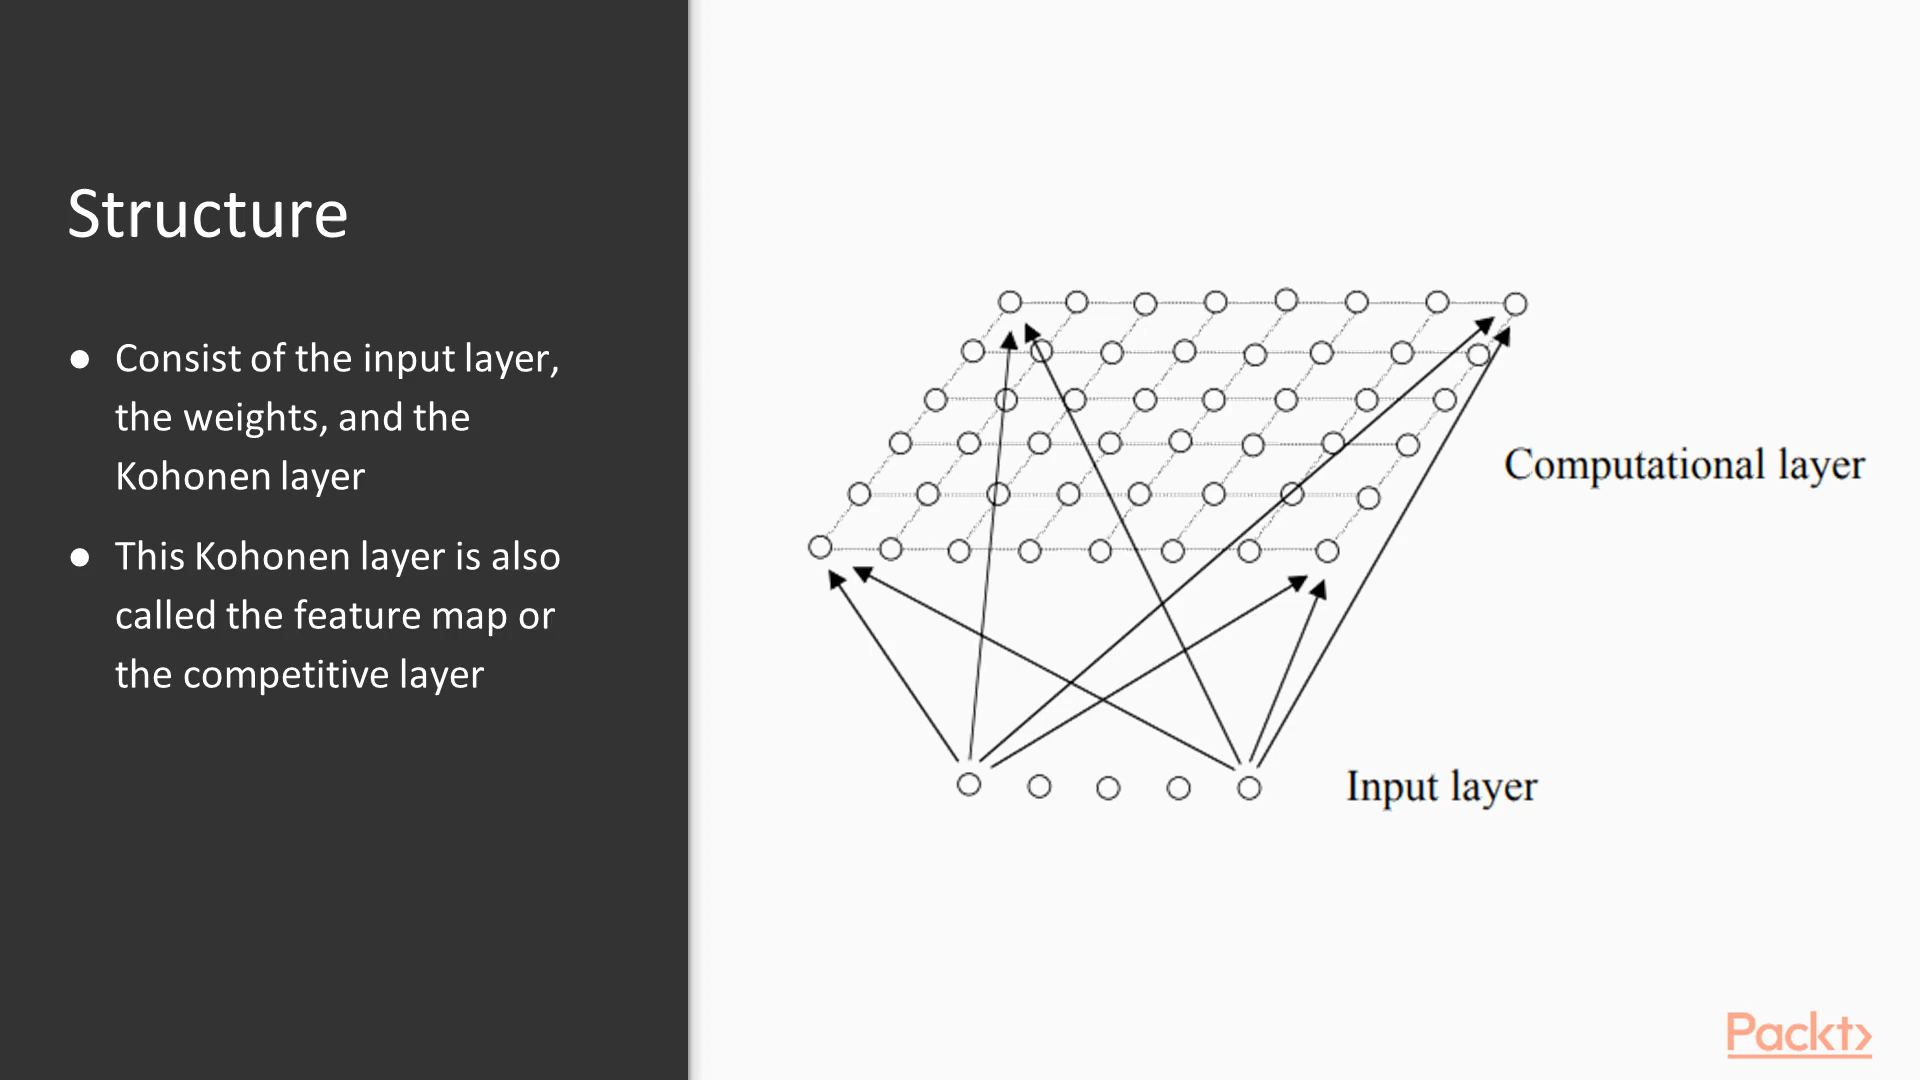 Structure
● Consist of the input layer,
the weights, and the
Kohonen layer
● This Kohonen layer is also
called the feature map or
the competitive layer
Computational layer
Input layer
Packt>